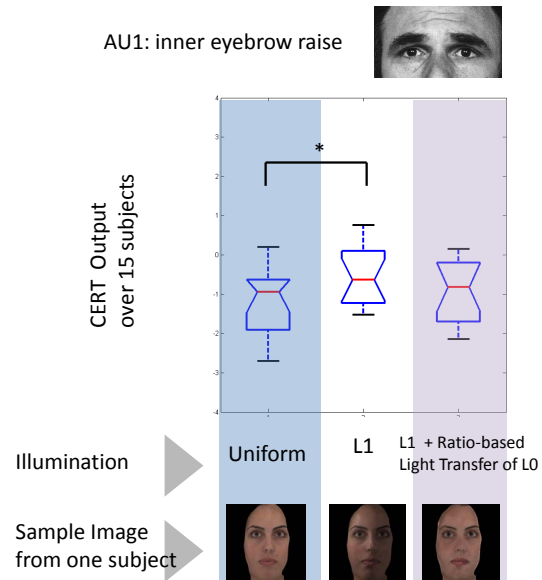 AU1: inner eyebrow raise
4
3
2
*
1
0
-1
-2
-3
-4
CERT Output
over 15 subjects
Illumination
Uniform
L1
L1 + Ratio-based
Light Transfer of L0
Sample Image
from one subject